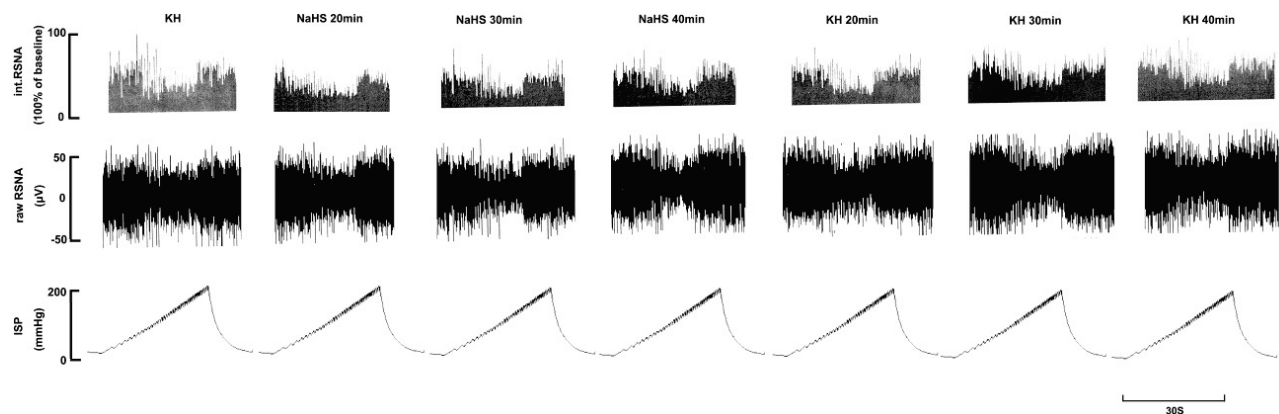 KH NaHS 20min NaHS 30min NaHS 40min KH 20min KH 30min KH 40min
int.RSNA
(100% of baseline)
100
0
raw RSNA
(µV)
50
0
-50
ISP
(mmHg)
200
0
30S